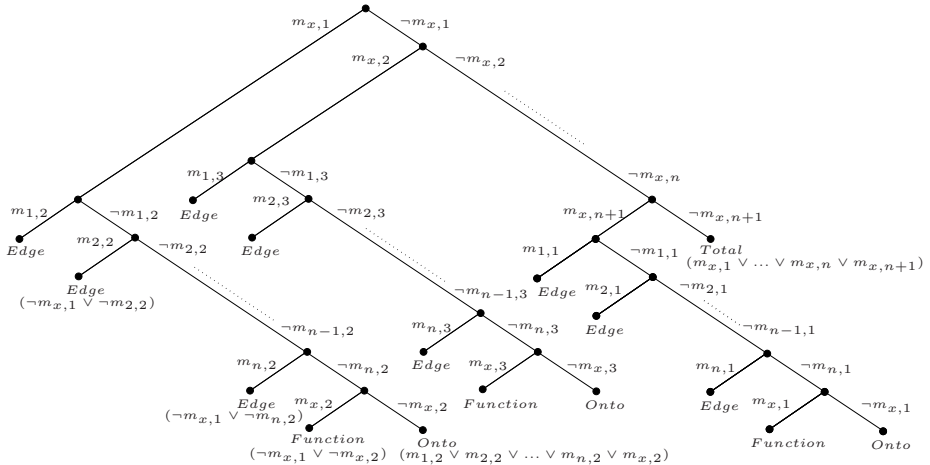 m_{x,1} ¬m_{x,1}
m_{x,2} ¬m_{x,2}
m_{1,3} ¬m_{1,3} ¬m_{x,n}
m_{1,2} ¬m_{1,2} Edge m_{2,3} ¬m_{2,3} m_{x,n+1} ¬m_{x,n+1}
Edge m_{2,2} ¬m_{2,2} Edge m_{1,1} ¬m_{1,1} Total
(m_{x,1} ∨ ... ∨ m_{x,n} ∨ m_{x,n+1})
Edge ¬m_{n−1,3} Edge m_{2,1} ¬m_{2,1}
(¬m_{x,1} ∨ ¬m_{2,2})
¬m_{n−1,2} m_{n,3} ¬m_{n,3} Edge ¬m_{n−1,1}
m_{n,2} ¬m_{n,2} Edge m_{x,3} ¬m_{x,3} m_{n,1} ¬m_{n,1}
Edge m_{x,2} ¬m_{x,2} Function Onto Edge m_{x,1} ¬m_{x,1}
(¬m_{x,1} ∨ ¬m_{n,2})
Function Onto Function Onto
(¬m_{x,1} ∨ ¬m_{x,2}) (m_{1,2} ∨ m_{2,2} ∨ ... ∨ m_{n,2} ∨ m_{x,2})